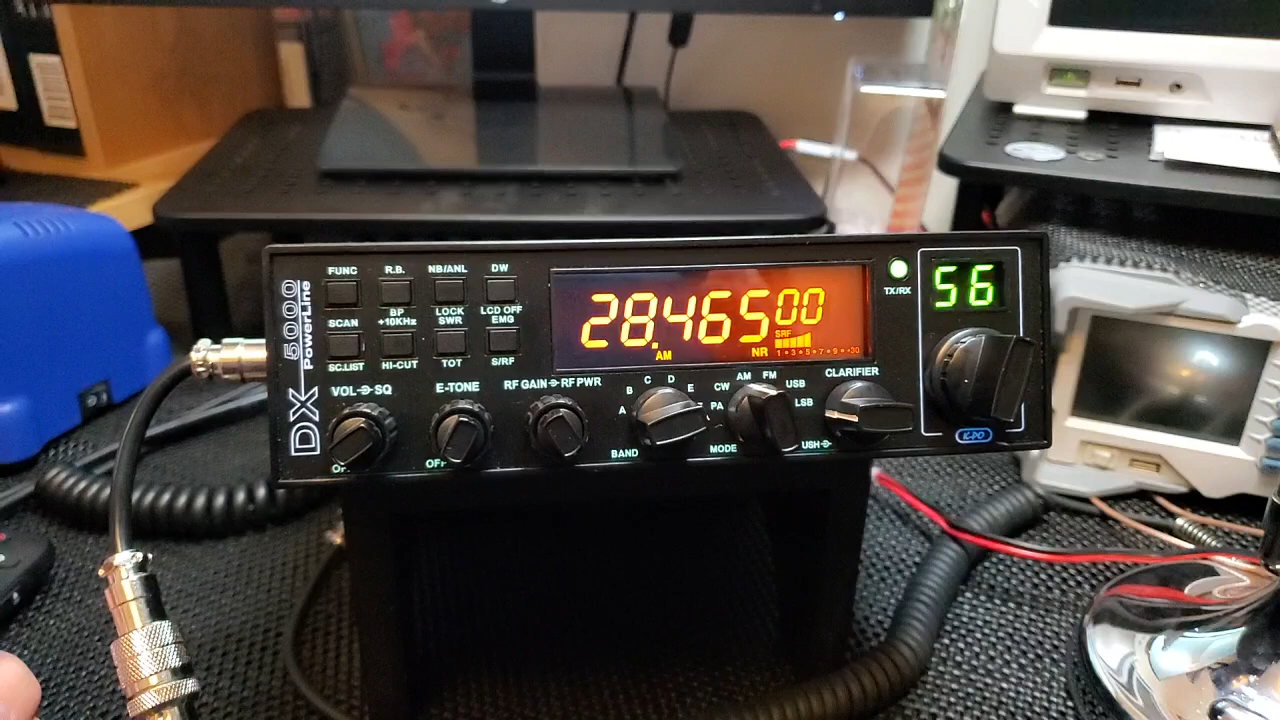 FUNC R.B. NB/ANL DW
SCAN BP +10KHz LOCK SWR LCD OFF EMG
SC.LIST HI-CUT TOT S/RF
DX 5000
PowerLine
28.46500
AM
NR
SRF
1•3•5•7•9•+30
TX/RX
56
VOL SQ
OFF
E-TONE
OFF
RF GAIN RF PWR
A B C D E
BAND
PA CW AM FM USB LSB
MODE
CLARIFIER
USH
K-PO